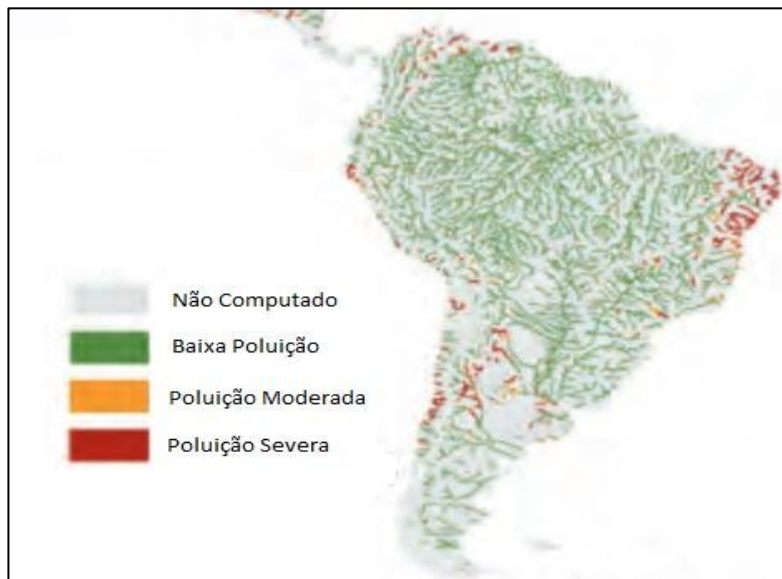 Não Computado
Baixa Poluição
Poluição Moderada
Poluição Severa